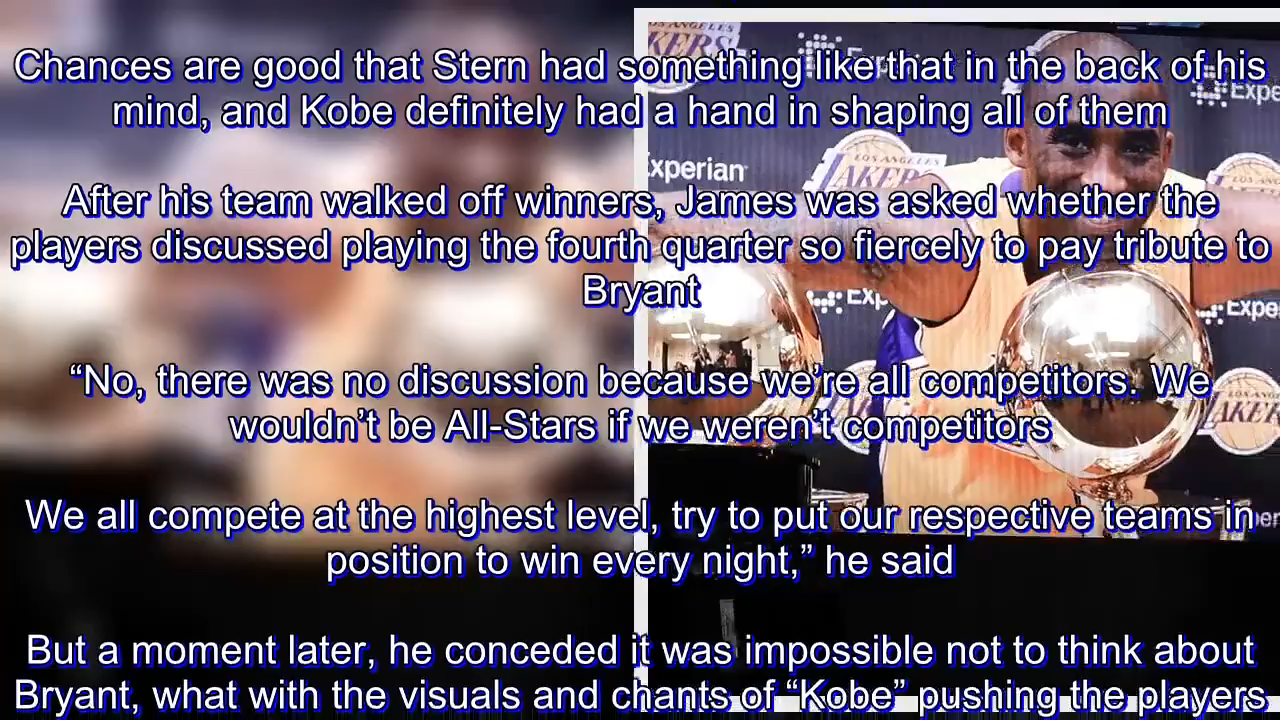 Chances are good that Stern had something like that in the back of his
mind, and Kobe definitely had a hand in shaping all of them
After his team walked off winners, James was asked whether the
players discussed playing the fourth quarter so fiercely to pay tribute to
Bryant
“No, there was no discussion because we’re all competitors. We
wouldn’t be All-Stars if we weren’t competitors
We all compete at the highest level, try to put our respective teams in
position to win every night,” he said
But a moment later, he conceded it was impossible not to think about
Bryant, what with the visuals and chants of “Kobe” pushing the players
Experian
LOS ANGELES
LAKERS